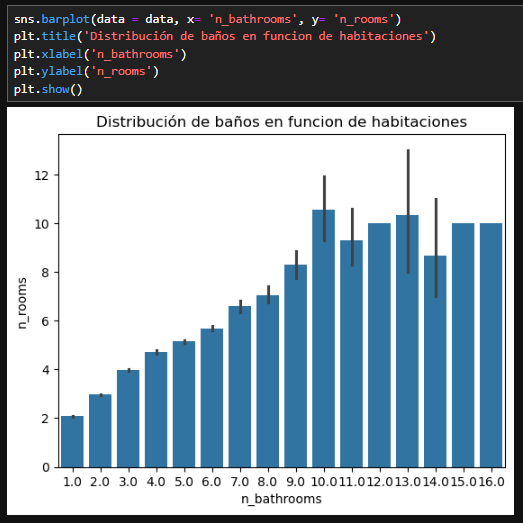 sns.barplot(data = data, x= 'n_bathrooms', y= 'n_rooms')
plt.title('Distribución de baños en funcion de habitaciones')
plt.xlabel('n_bathrooms')
plt.ylabel('n_rooms')
plt.show()
Distribución de baños en funcion de habitaciones
12
10
8
6
4
2
0
n_rooms
1.0 2.0 3.0 4.0 5.0 6.0 7.0 8.0 9.0 10.0 11.0 12.0 13.0 14.0 15.0 16.0
n_bathrooms